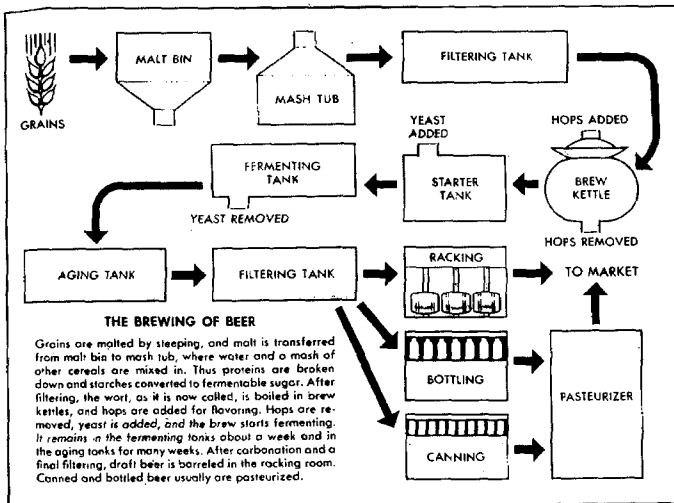 GRAINS
MALT BIN
MASH TUB
FILTERING TANK
HOPS ADDED
BREW
KETTLE
HOPS REMOVED
YEAST
ADDED
STARTER
TANK
FERMENTING
TANK
YEAST REMOVED
AGING TANK
FILTERING TANK
RACKING
TO MARKET
BOTTLING
CANNING
PASTEURIZER
THE BREWING OF BEER
Grains are malted by steeping, and malt is transferred
from malt bin to mash tub, where water and a mash of
other cereals are mixed in. Thus proteins are broken
down and starches converted to fermentable sugar. After
filtering, the wort, as it is now called, is boiled in brew
kettles, and hops are added for flavoring. Hops are re-
moved, yeast is added, and the brew starts fermenting.
It remains in the fermenting tanks about a week and in
the aging tanks for many weeks. After carbonation and a
final filtering, draft beer is barreled in the racking room.
Canned and bottled beer usually are pasteurized.